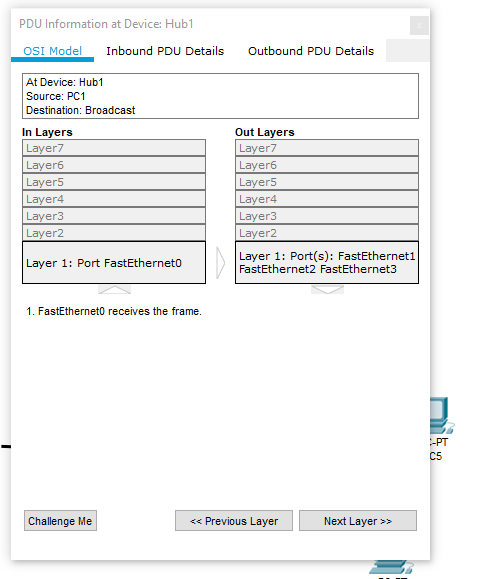 PDU Information at Device: Hub1
OSI Model Inbound PDU Details Outbound PDU Details
At Device: Hub1
Source: PC1
Destination: Broadcast
In Layers
Layer7
Layer6
Layer5
Layer4
Layer3
Layer2
Layer 1: Port FastEthernet0
Out Layers
Layer7
Layer6
Layer5
Layer4
Layer3
Layer2
Layer 1: Port(s): FastEthernet1
FastEthernet2 FastEthernet3
1. FastEthernet0 receives the frame.
Challenge Me << Previous Layer Next Layer >>
C-PT
C5